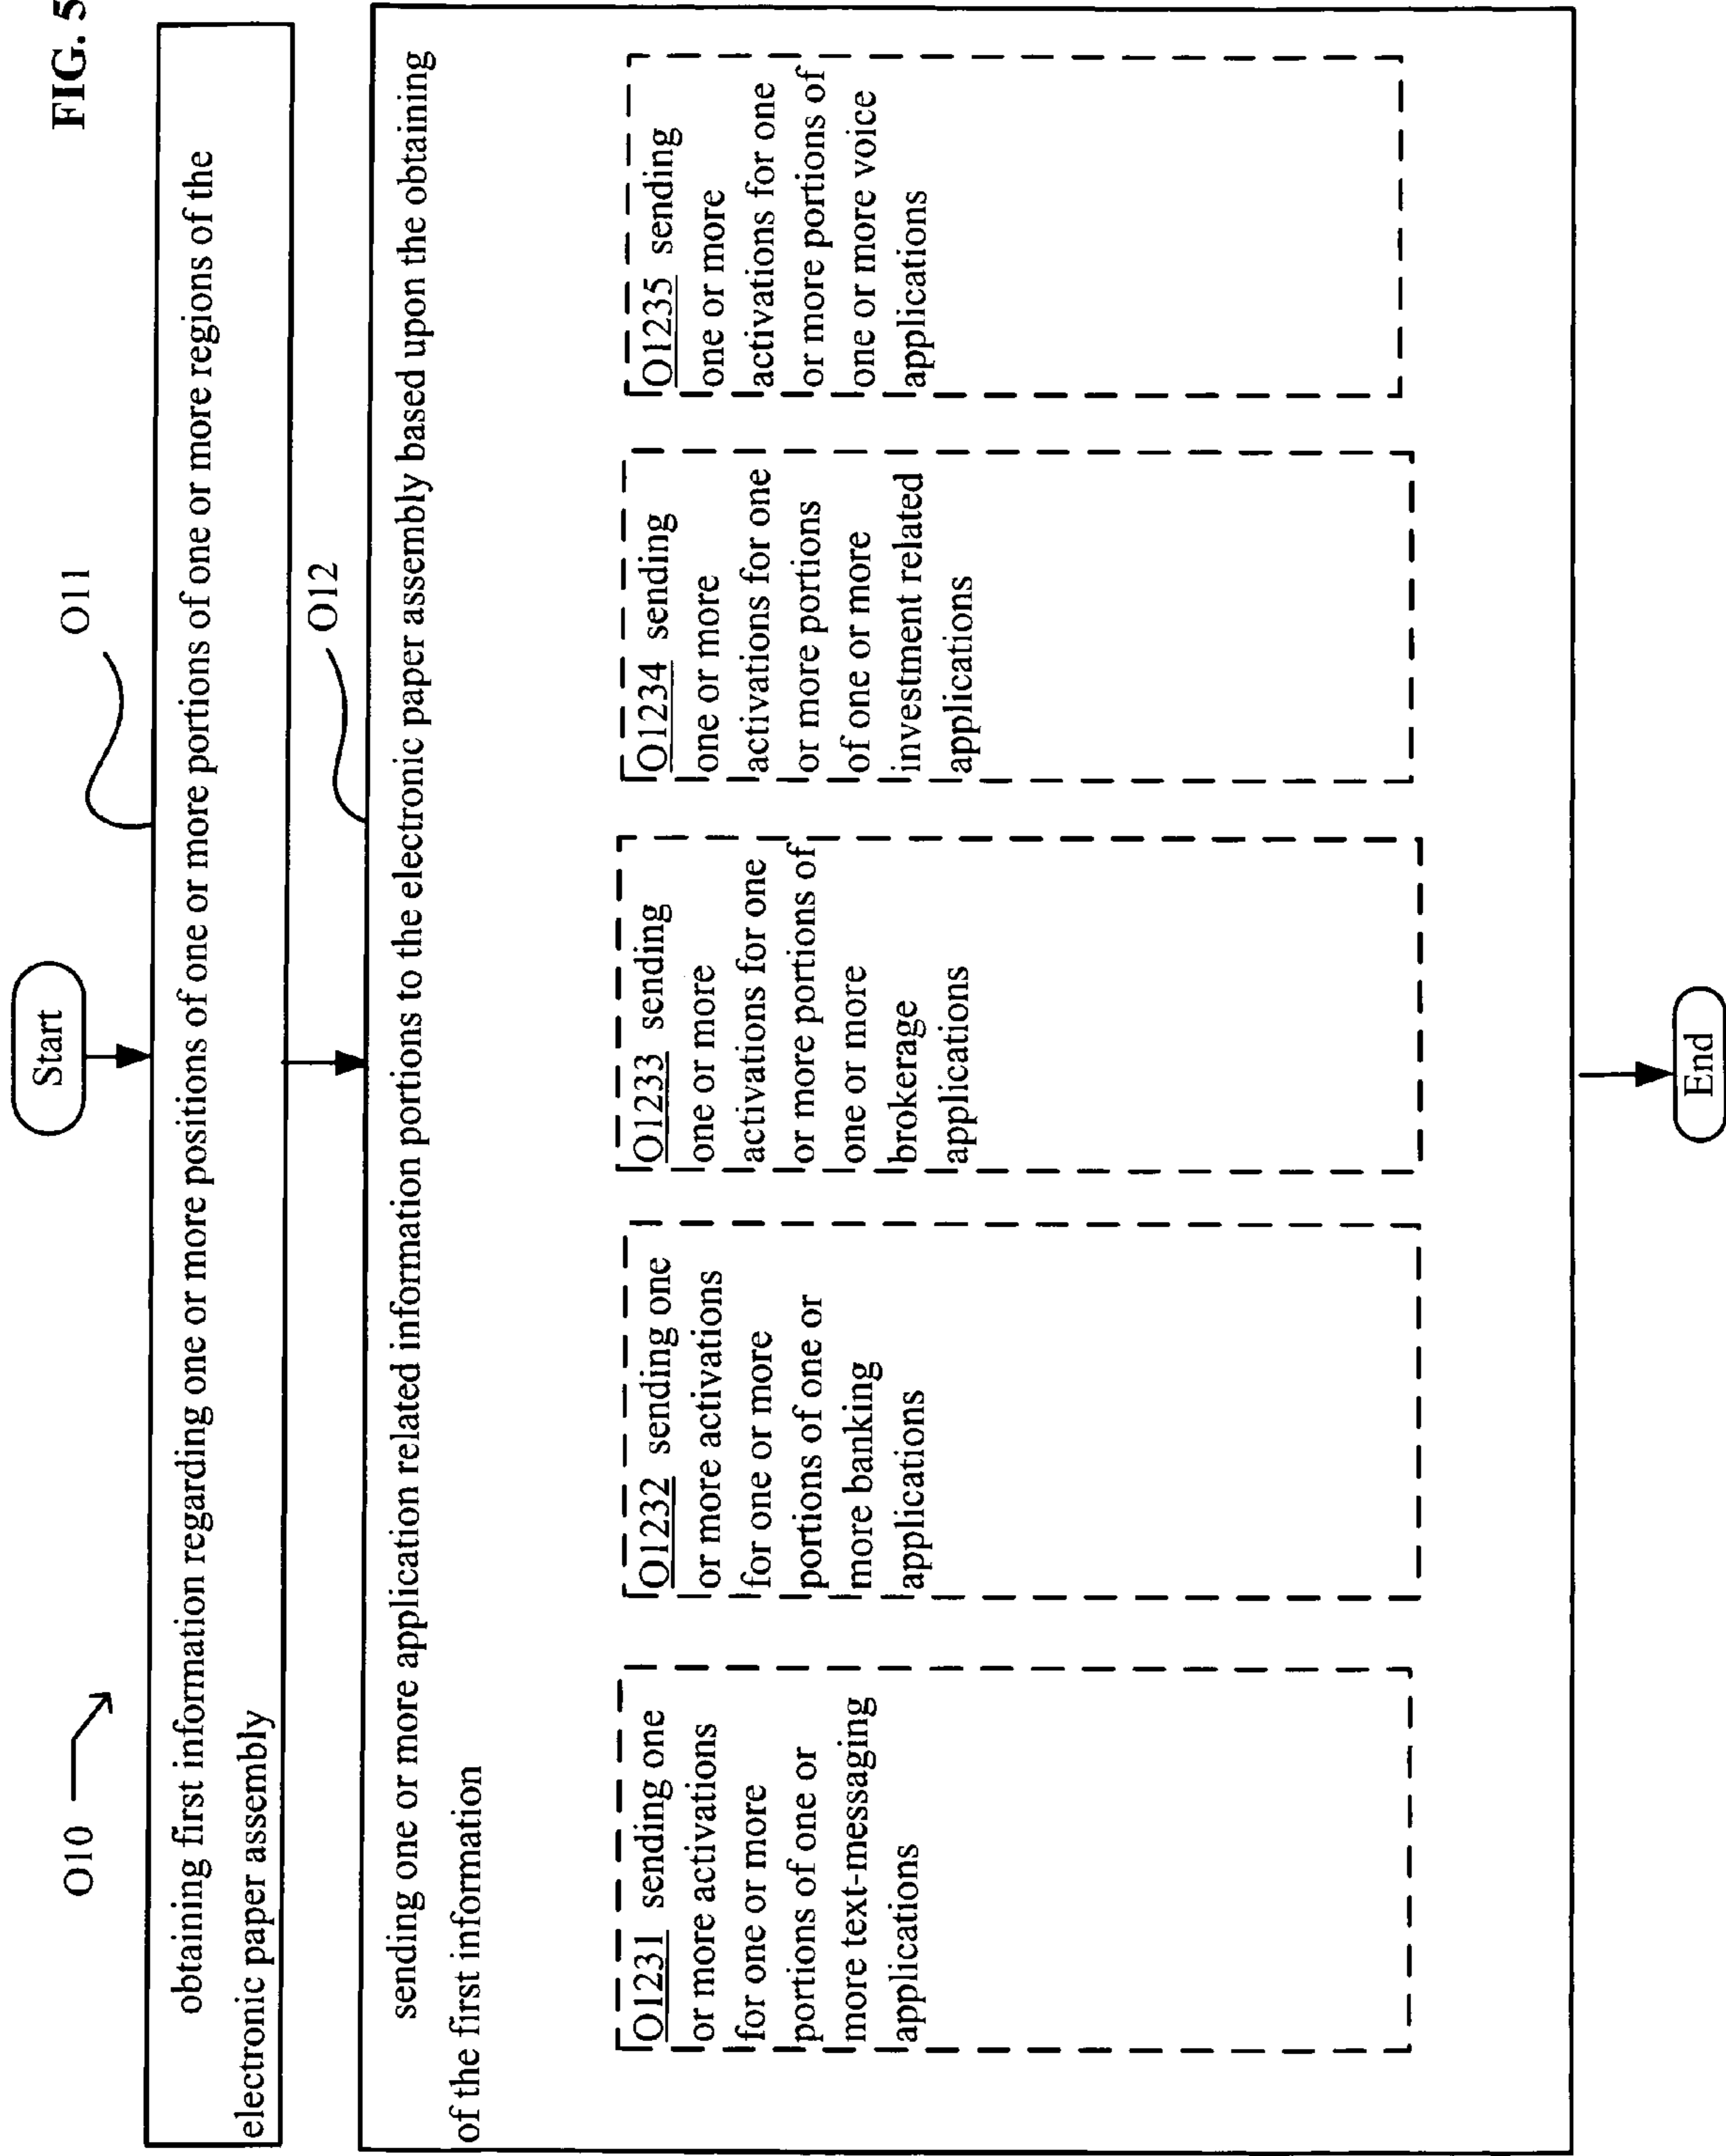 FIG. 5
O10
Start
O11
obtaining first information regarding one or more positions of one or more portions of one or more regions of the
electronic paper assembly
O12
sending one or more application related information portions to the electronic paper assembly based upon the obtaining
of the first information
O1231 sending one
or more activations
for one or more
portions of one or
more text-messaging
applications
O1232 sending one
or more activations
for one or more
portions of one or
more banking
applications
O1233 sending
one or more
activations for one
or more portions of
one or more
brokerage
applications
O1234 sending
one or more
activations for one
or more portions
of one or more
investment related
applications
O1235 sending
one or more
activations for one
or more portions of
one or more voice
applications
End